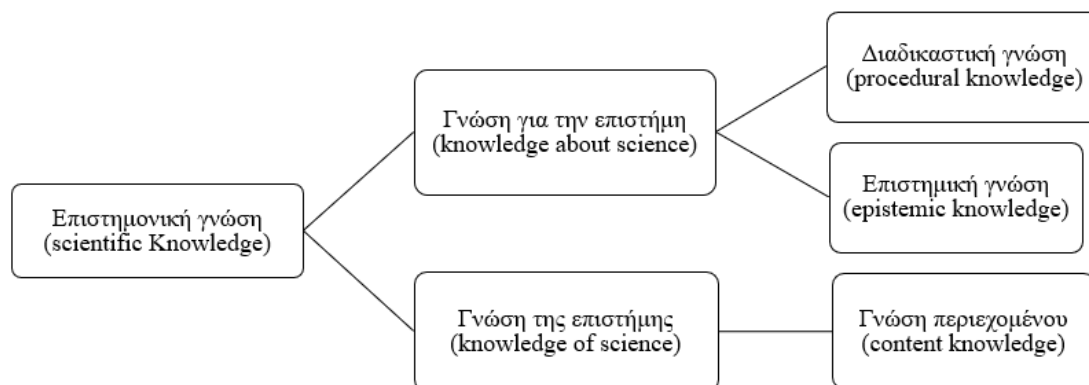 Επιστημονική γνώση
(scientific Knowledge)
Γνώση για την επιστήμη
(knowledge about science)
Διαδικαστική γνώση
(procedural knowledge)
Επιστημική γνώση
(epistemic knowledge)
Γνώση της επιστήμης
(knowledge of science)
Γνώση περιεχομένου
(content knowledge)